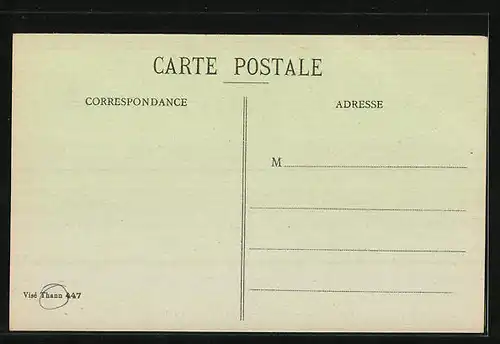 CARTE POSTALE
CORRESPONDANCE
ADRESSE
M
Visé Thann 447